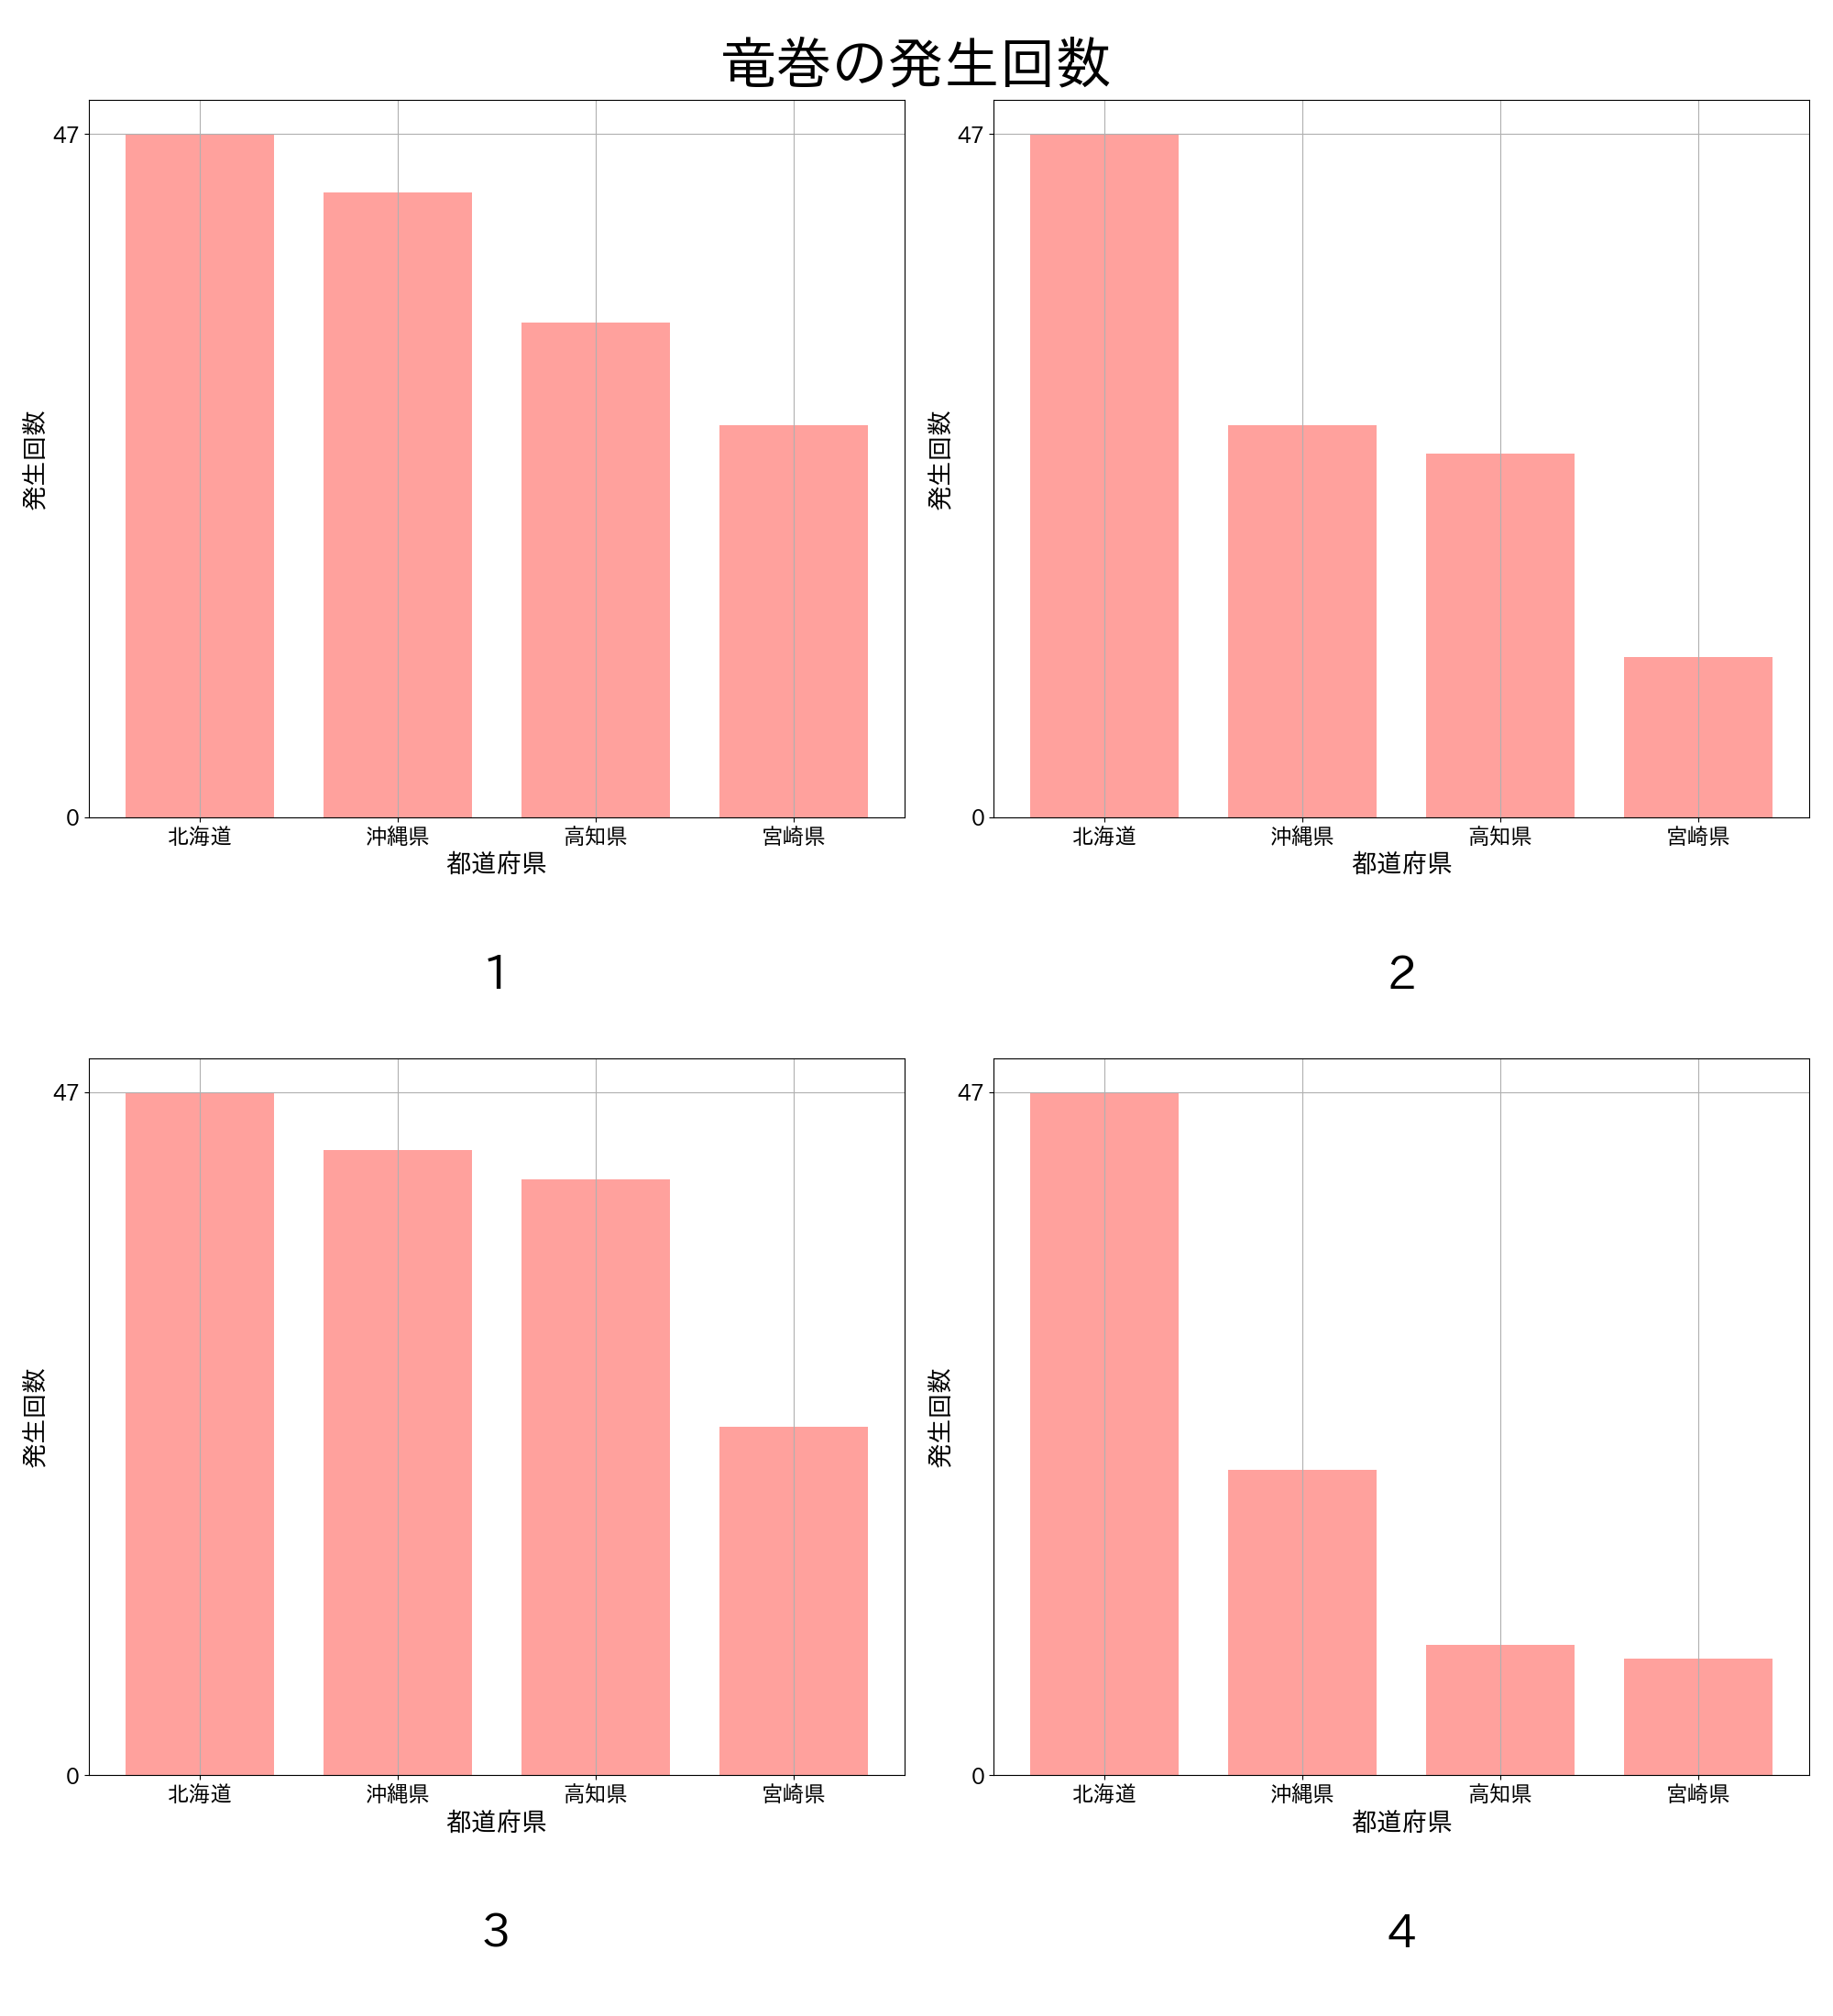 竜巻の発生回数
47
0
発生回数
北海道 沖縄県 高知県 宮崎県
都道府県
1
47
0
発生回数
北海道 沖縄県 高知県 宮崎県
都道府県
2
47
0
発生回数
北海道 沖縄県 高知県 宮崎県
都道府県
3
47
0
発生回数
北海道 沖縄県 高知県 宮崎県
都道府県
4